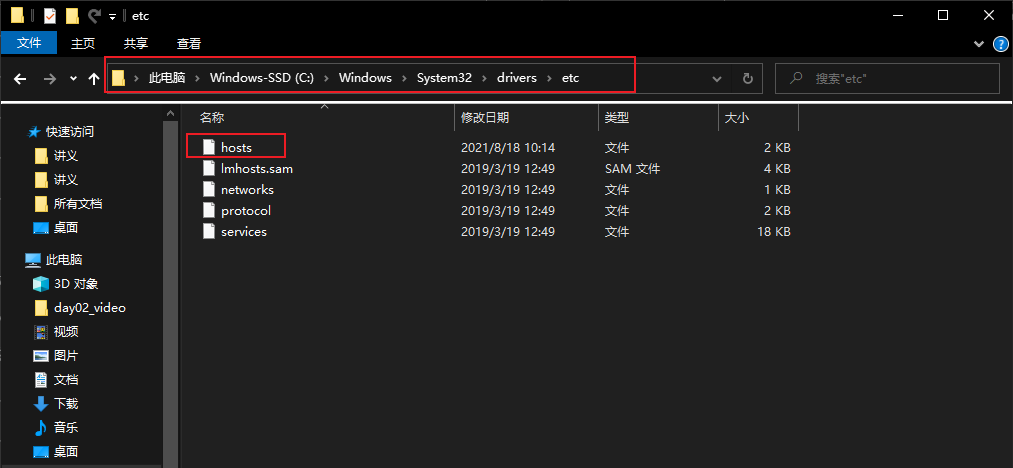 etc
文件 主页 共享 查看
此电脑 Windows-SSD (C:) Windows System32 drivers etc 搜索"etc"
名称 修改日期 类型 大小
快速访问
讲义
讲义
所有文档
桌面
此电脑
3D 对象
day02_video
视频
图片
文档
下载
音乐
桌面
hosts 2021/8/18 10:14 文件 2 KB
lmhosts.sam 2019/3/19 12:49 SAM 文件 4 KB
networks 2019/3/19 12:49 文件 1 KB
protocol 2019/3/19 12:49 文件 2 KB
services 2019/3/19 12:49 文件 18 KB